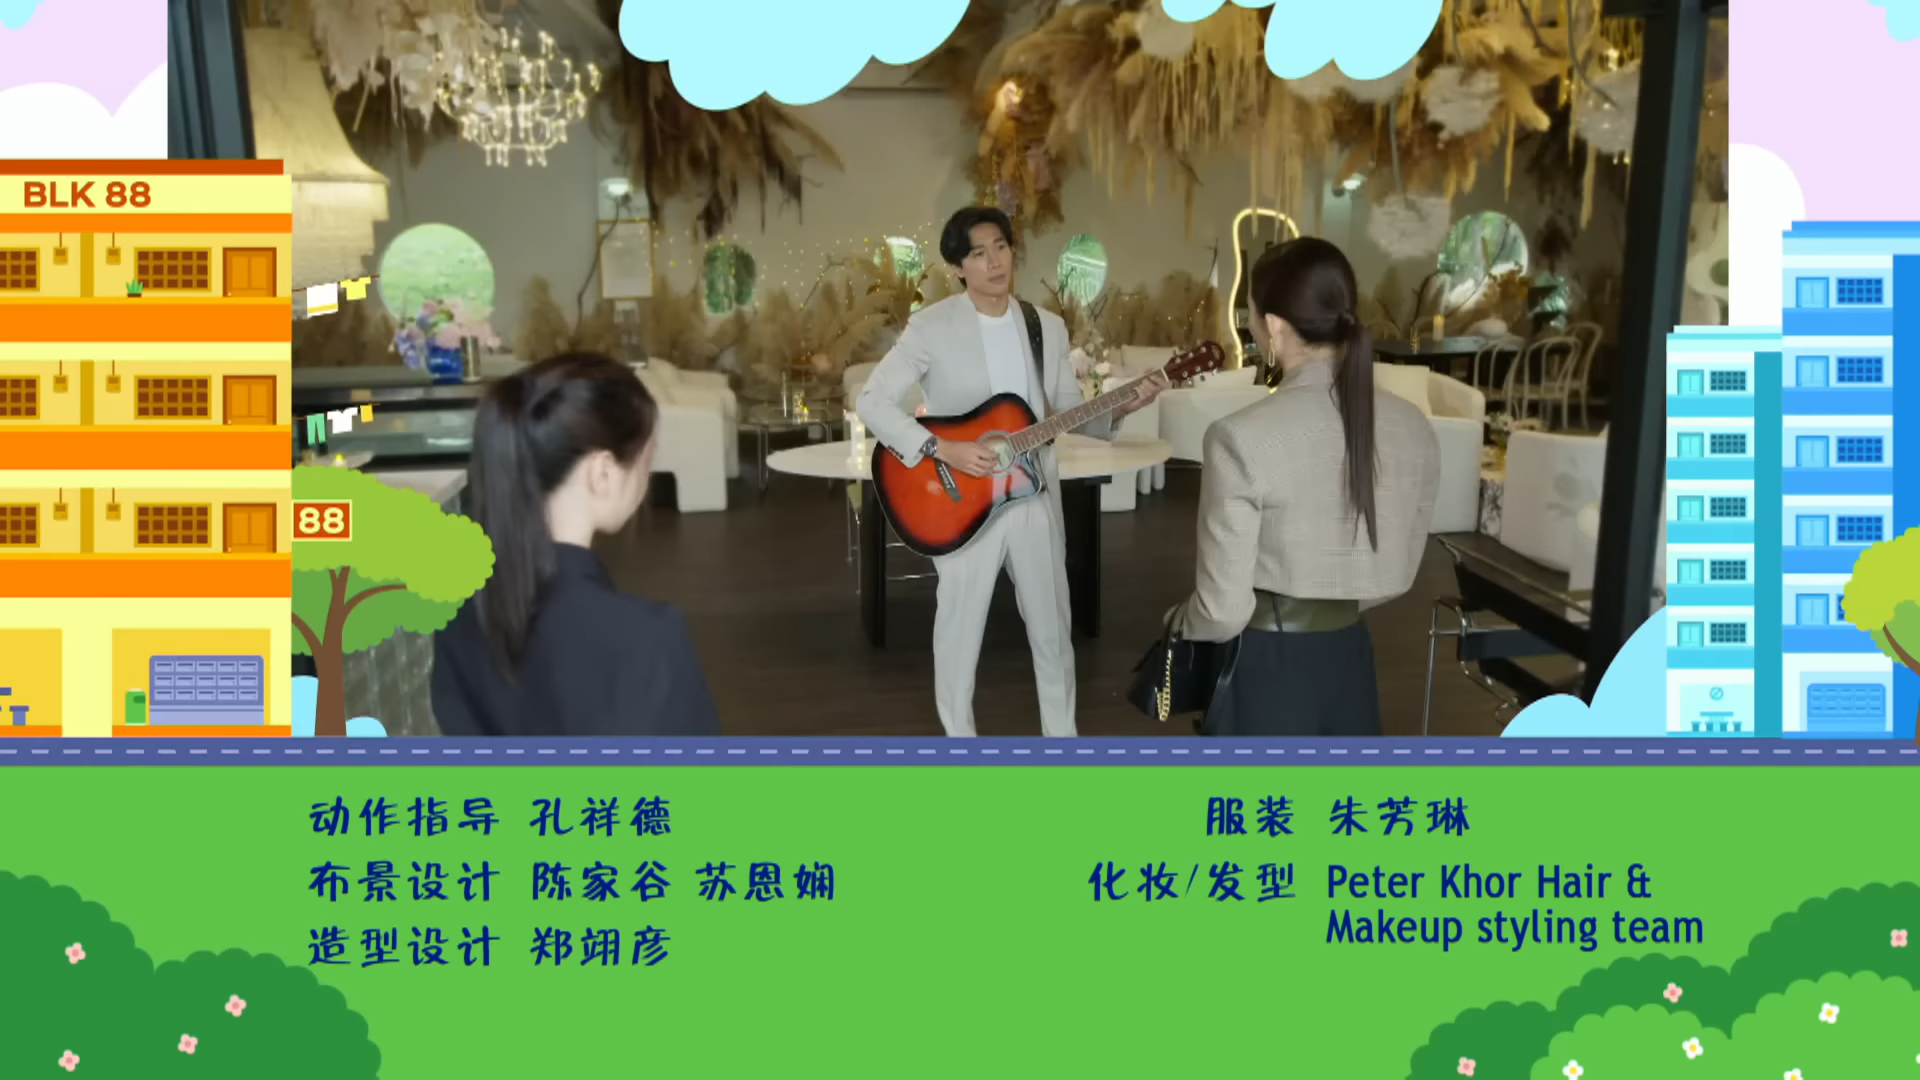 BLK 88
88
动作指导 孔祥德
布景设计 陈家谷 苏恩娴
造型设计 郑翊彦
服装 朱芳琳
化妆/发型 Peter Khor Hair &
Makeup styling team